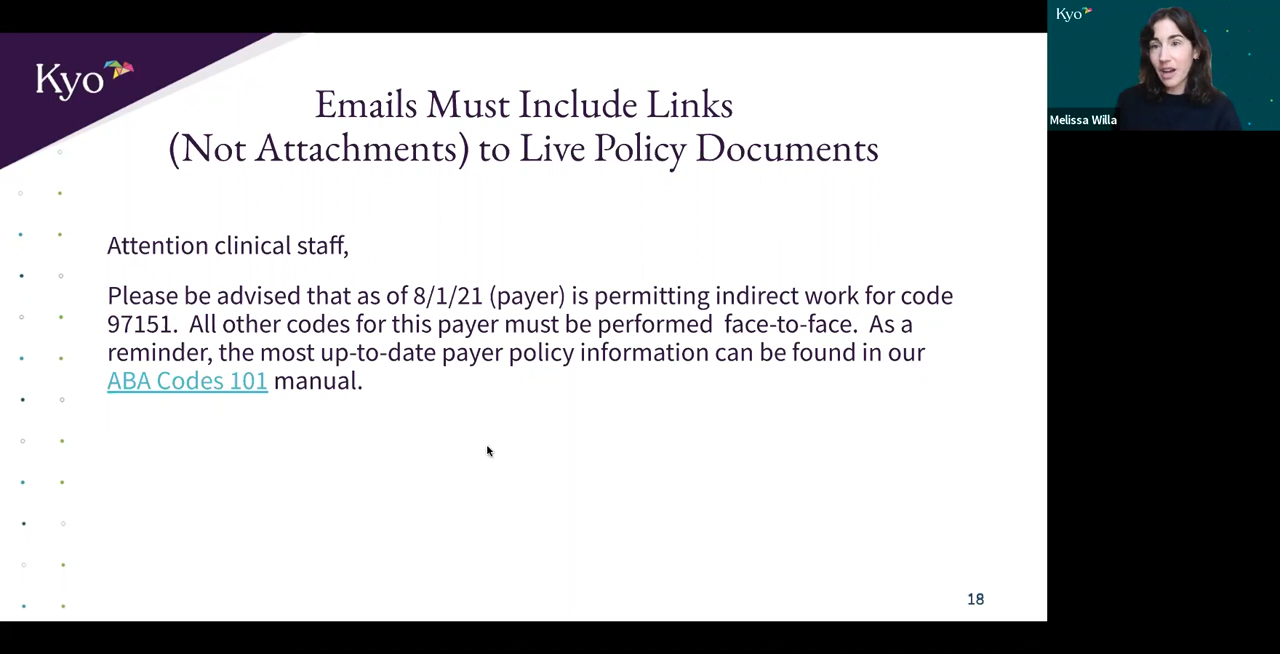 Kyo
Emails Must Include Links
(Not Attachments) to Live Policy Documents
Attention clinical staff,
Please be advised that as of 8/1/21 (payer) is permitting indirect work for code
97151.  All other codes for this payer must be performed  face-to-face.  As a
reminder, the most up-to-date payer policy information can be found in our
ABA Codes 101 manual.
18
Kyo
Melissa Willa